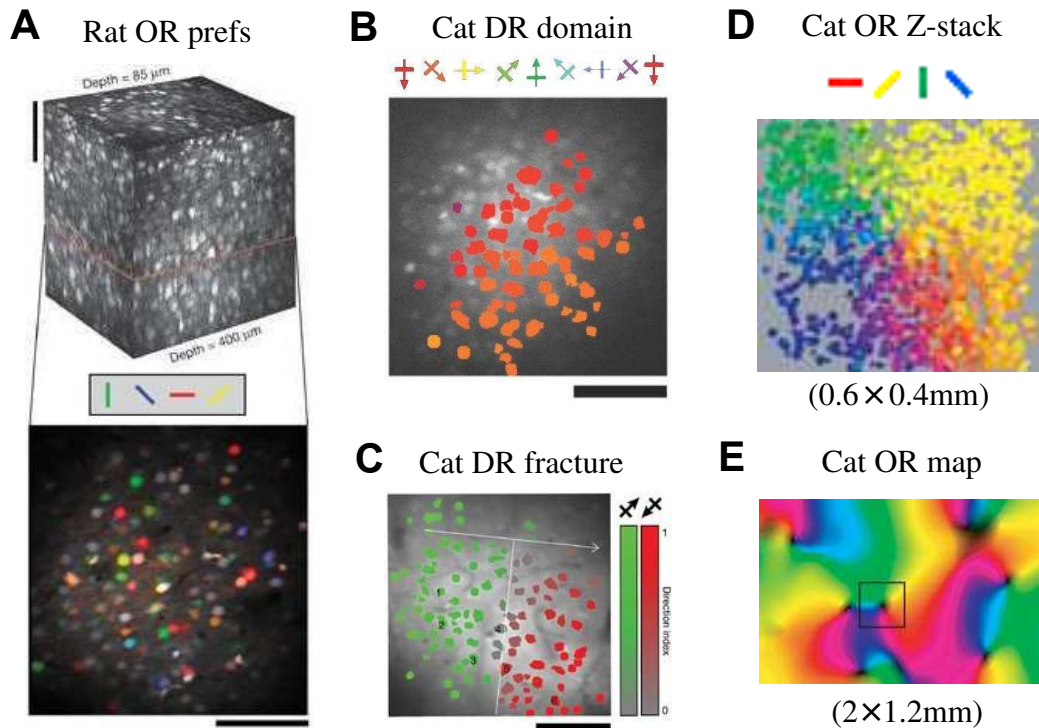 A
Rat OR prefs
Depth = 85 μm
Depth = 400 μm
B
Cat DR domain
C
Cat DR fracture
1
2
3
4
5
6
1
Direction index
0
D
Cat OR Z-stack
(0.6×0.4mm)
E
Cat OR map
(2×1.2mm)